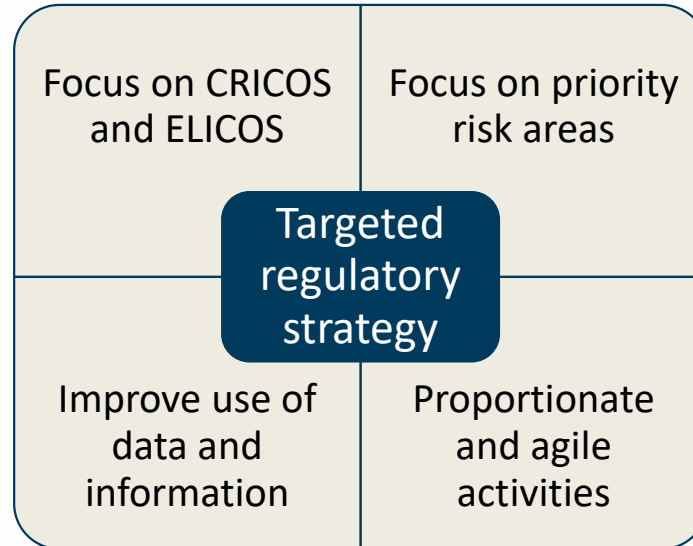 Focus on CRICOS
and ELICOS
Focus on priority
risk areas
Targeted
regulatory
strategy
Improve use of
data and
information
Proportionate
and agile
activities